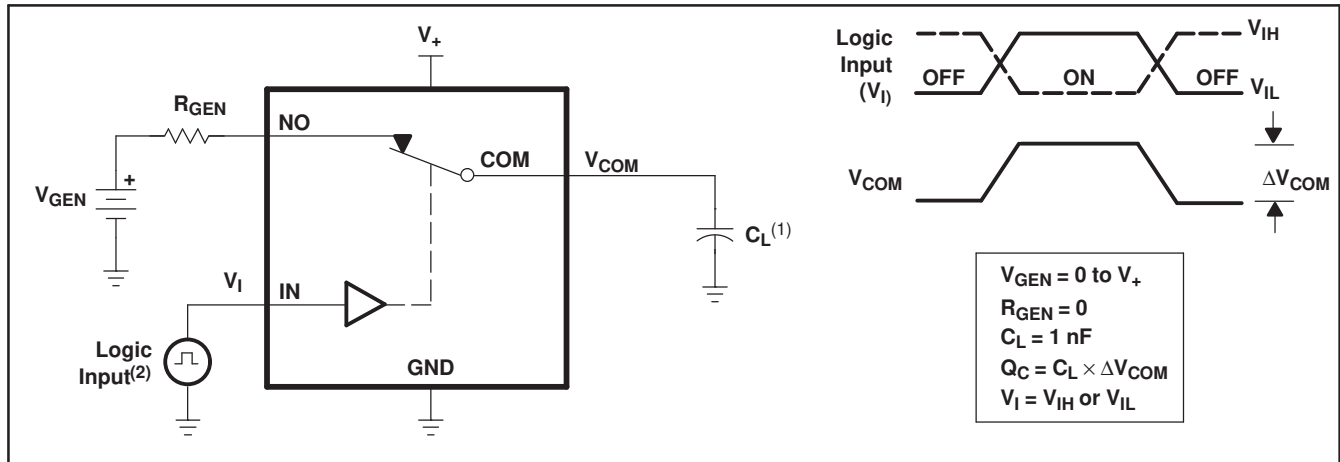 V+
RGEN
NO
COM
VCOM
VGEN
+
CL(1)
VI
IN
Logic
Input(2)
GND
Logic
Input
(VI)
OFF
ON
OFF
VIH
VIL
VCOM
ΔVCOM
VGEN = 0 to V+
RGEN = 0
CL = 1 nF
QC = CL × ΔVCOM
VI = VIH or VIL